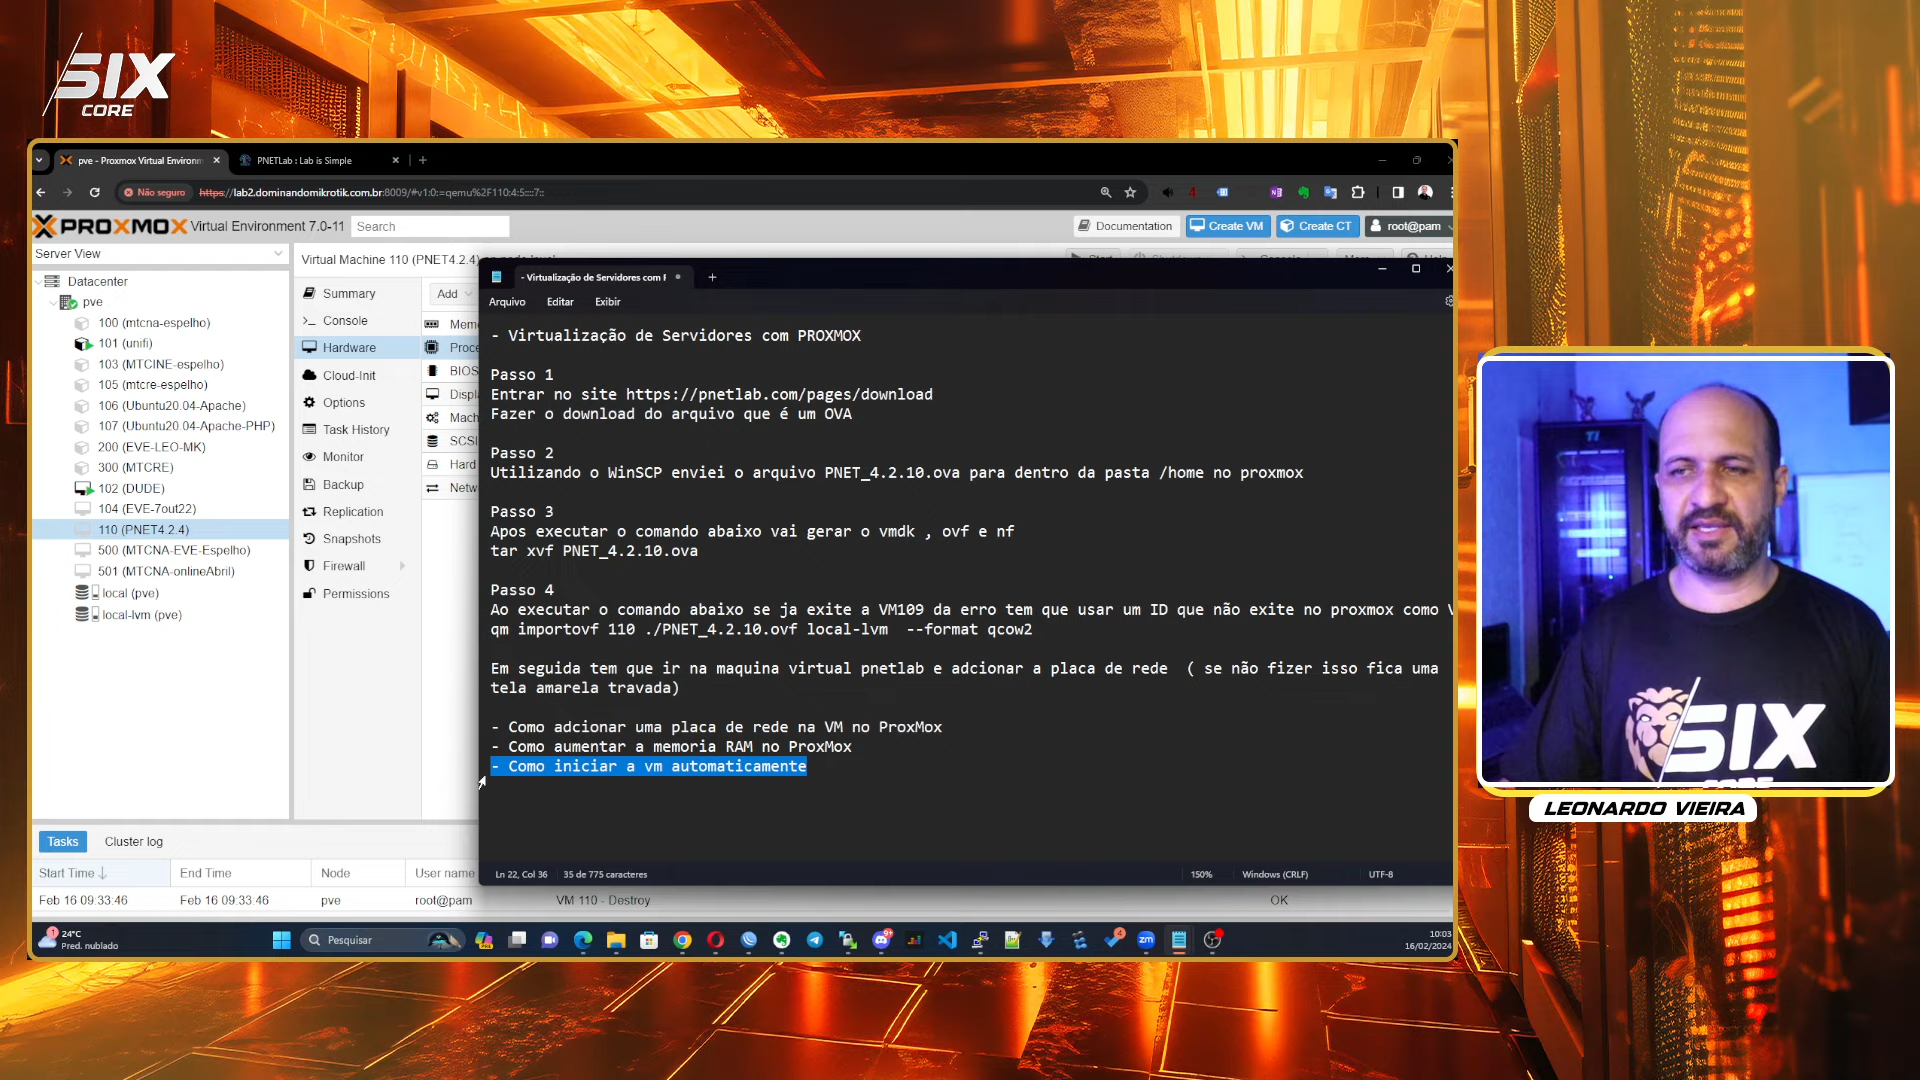 SIX
CORE
pve - Proxmox Virtual Environm
PNETLab : Lab is Simple
Não seguro
https://lab2.dominandomikrotik.com.br:8009/#v1:0:=qemu%2F110:4:5::::7::
PROXMOX Virtual Environment 7.0-11
Search
Documentation
Create VM
Create CT
root@pam
Server View
Virtual Machine 110 (PNET4.2.4)
Datacenter
pve
100 (mtcna-espelho)
101 (unifi)
103 (MTCINE-espelho)
105 (mtcre-espelho)
106 (Ubuntu20.04-Apache)
107 (Ubuntu20.04-Apache-PHP)
200 (EVE-LEO-MK)
300 (MTCRE)
102 (DUDE)
104 (EVE-7out22)
110 (PNET4.2.4)
500 (MTCNA-EVE-Espelho)
501 (MTCNA-onlineAbril)
local (pve)
local-lvm (pve)
Summary
Console
Hardware
Cloud-Init
Options
Task History
Monitor
Backup
Replication
Snapshots
Firewall
Permissions
Add
Mem
Proc
BIOS
Displ
Mach
SCSI
Hard
Netw
- Virtualização de Servidores com F
Arquivo
Editar
Exibir
- Virtualização de Servidores com PROXMOX
Passo 1
Entrar no site https://pnetlab.com/pages/download
Fazer o download do arquivo que é um OVA
Passo 2
Utilizando o WinSCP enviei o arquivo PNET_4.2.10.ova para dentro da pasta /home no proxmox
Passo 3
Apos executar o comando abaixo vai gerar o vmdk , ovf e nf
tar xvf PNET_4.2.10.ova
Passo 4
Ao executar o comando abaixo se ja exite a VM109 da erro tem que usar um ID que não exite no proxmox como V
qm importovf 110 ./PNET_4.2.10.ovf local-lvm --format qcow2
Em seguida tem que ir na maquina virtual pnetlab e adcionar a placa de rede ( se não fizer isso fica uma
tela amarela travada)
- Como adcionar uma placa de rede na VM no ProxMox
- Como aumentar a memoria RAM no ProxMox
- Como iniciar a vm automaticamente
Ln 22, Col 36
35 de 775 caracteres
150%
Windows (CRLF)
UTF-8
Tasks
Cluster log
Start Time
End Time
Node
User name
Feb 16 09:33:46
Feb 16 09:33:46
pve
root@pam
VM 110 - Destroy
OK
24°C
Pred. nublado
Pesquisar
10:03
16/02/2024
SIX
LEONARDO VIEIRA